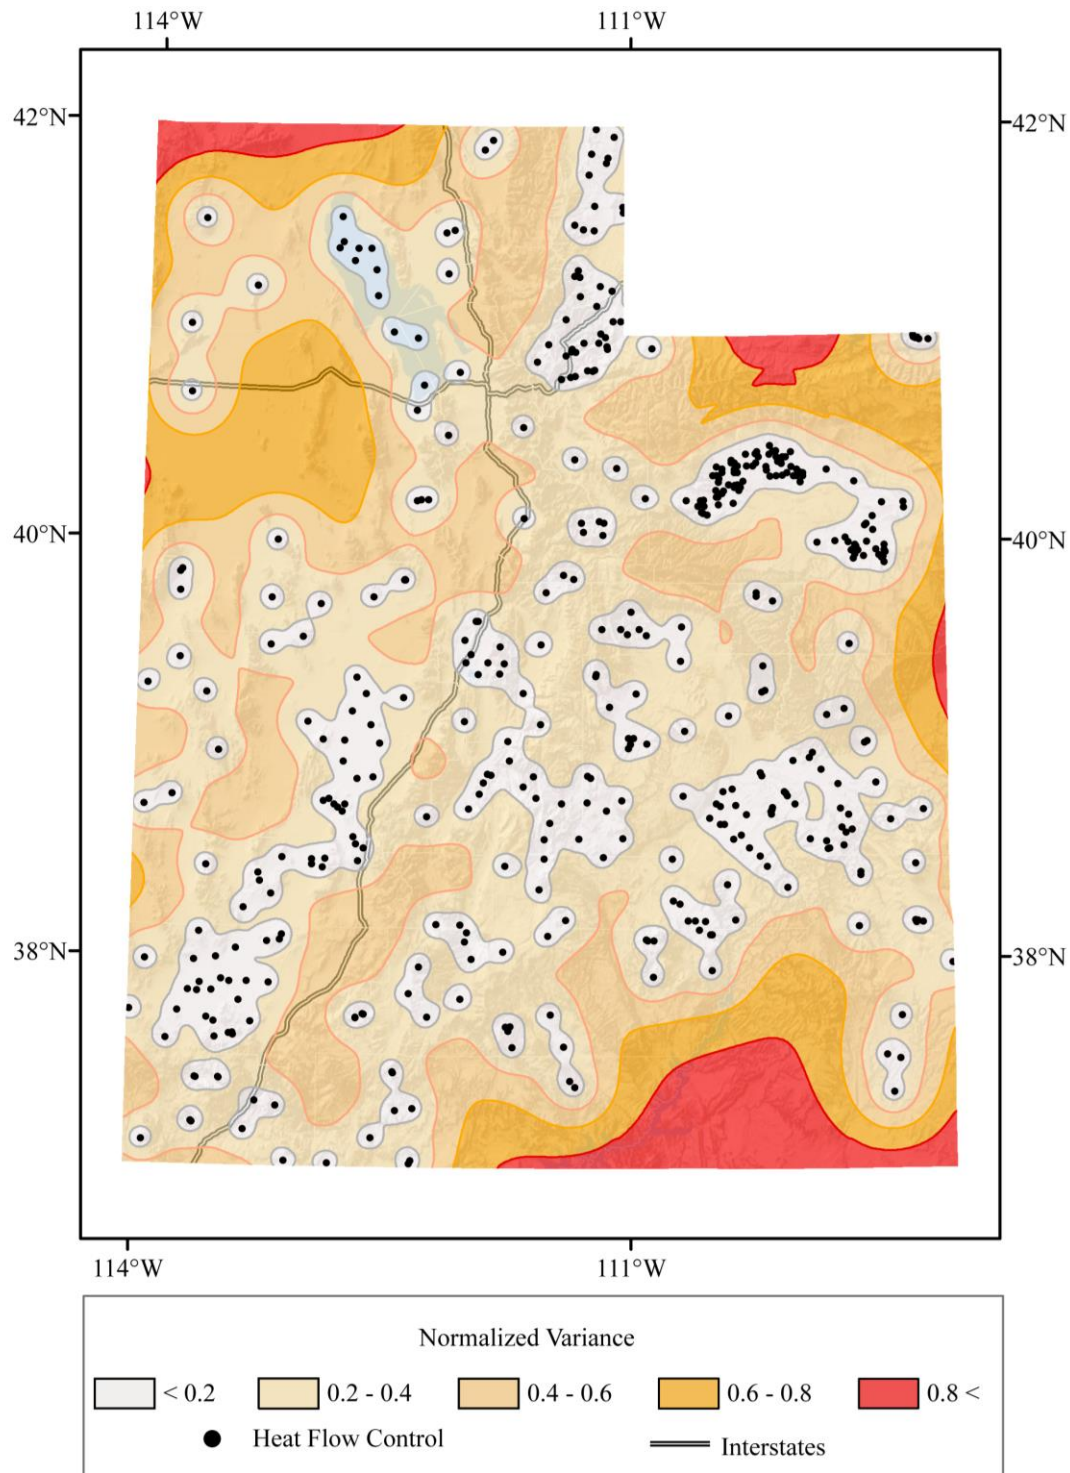 114°W 111°W
42°N 42°N
40°N 40°N
38°N 38°N
114°W 111°W
Normalized Variance
< 0.2 0.2 - 0.4 0.4 - 0.6 0.6 - 0.8 0.8 <
Heat Flow Control Interstates